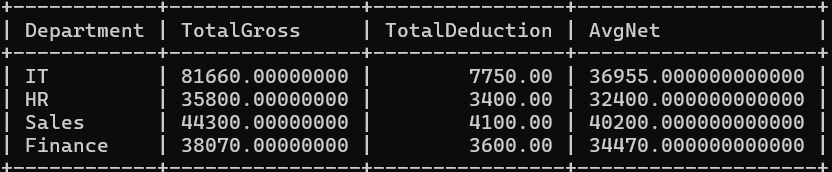 +------------+----------------+----------------+--------------------+
| Department | TotalGross     | TotalDeduction | AvgNet             |
+------------+----------------+----------------+--------------------+
| IT         | 81660.00000000 |        7750.00 | 36955.000000000000 |
| HR         | 35800.00000000 |        3400.00 | 32400.000000000000 |
| Sales      | 44300.00000000 |        4100.00 | 40200.000000000000 |
| Finance    | 38070.00000000 |        3600.00 | 34470.000000000000 |
+------------+----------------+----------------+--------------------+